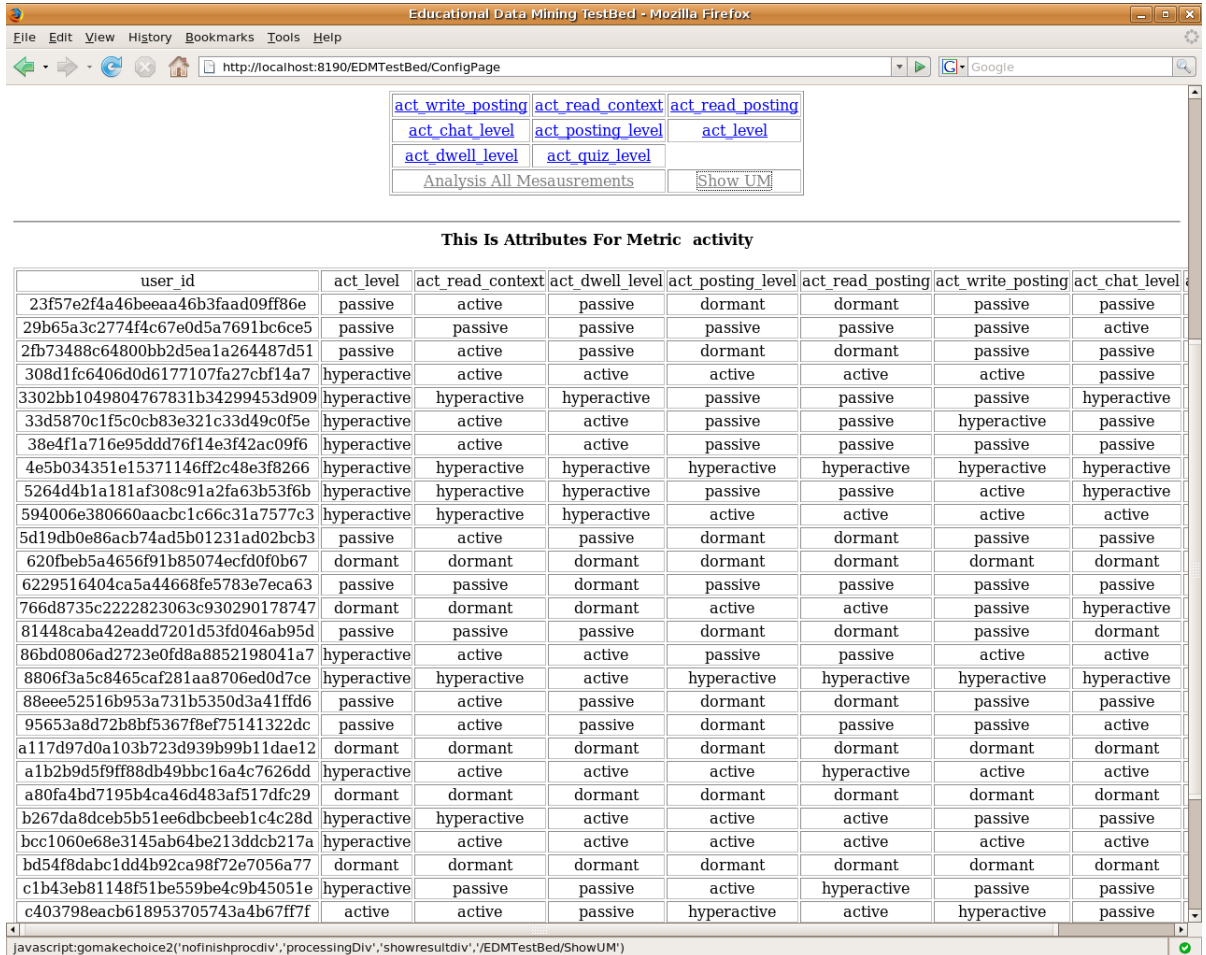 Educational Data Mining TestBed - Mozilla Firefox
File Edit View History Bookmarks Tools Help
http://localhost:8190/EDMTestBed/ConfigPage G Google
act_write_posting act_read_context act_read_posting
act_chat_level act_posting_level act_level
act_dwell_level act_quiz_level
Analysis All Mesausrements Show UM
This Is Attributes For Metric activity
user_id act_level act_read_context act_dwell_level act_posting_level act_read_posting act_write_posting act_chat_level
23f57e2f4a46beeaa46b3faad09ff86e passive active passive dormant dormant passive passive
29b65a3c2774f4c67e0d5a7691bc6ce5 passive passive passive passive passive passive active
2fb73488c64800bb2d5ea1a264487d51 passive active passive dormant dormant passive passive
308d1fc6406d0d6177107fa27cbf14a7 hyperactive active active active active active passive
3302bb1049804767831b34299453d909 hyperactive hyperactive hyperactive passive passive passive hyperactive
33d5870c1f5c0cb83e321c33d49c0f5e hyperactive active active passive passive hyperactive passive
38e4f1a716e95ddd76f14e3f42ac09f6 hyperactive active active passive passive passive passive
4e5b034351e15371146ff2c48e3f8266 hyperactive hyperactive hyperactive hyperactive hyperactive hyperactive hyperactive
5264d4b1a181af308c91a2fa63b53f6b hyperactive hyperactive hyperactive passive passive active hyperactive
594006e380660aacbc1c66c31a7577c3 hyperactive hyperactive hyperactive active active active active
5d19db0e86acb74ad5b01231ad02bcb3 passive active passive dormant dormant passive passive
620fbeb5a4656f91b85074ecfd0f0b67 dormant dormant dormant dormant dormant dormant dormant
6229516404ca5a44668fe5783e7eca63 passive passive dormant passive passive passive passive
766d8735c2222823063c930290178747 dormant dormant dormant active active passive hyperactive
81448caba42eadd7201d53fd046ab95d passive passive passive dormant dormant passive dormant
86bd0806ad2723e0fd8a8852198041a7 hyperactive active active passive passive active active
8806f3a5c8465caf281aa8706ed0d7ce hyperactive hyperactive active hyperactive hyperactive hyperactive hyperactive
88eee52516b953a731b5350d3a41ffd6 passive active passive dormant dormant passive passive
95653a8d72b8bf5367f8ef75141322dc passive active passive dormant passive passive active
a117d97d0a103b723d939b99b11dae12 dormant dormant dormant dormant dormant dormant dormant
a1b2b9d5f9ff88db49bbc16a4c7626dd hyperactive active active active hyperactive active active
a80fa4bd7195b4ca46d483af517dfc29 dormant dormant dormant dormant dormant dormant dormant
b267da8dceb5b51ee6dbcbeeb1c4c28d hyperactive hyperactive active active active passive passive
bcc1060e68e3145ab64be213ddcb217a hyperactive active active active active active active
bd54f8dabc1dd4b92ca98f72e7056a77 dormant dormant dormant dormant dormant dormant dormant
c1b43eb81148f51be559be4c9b45051e hyperactive passive passive active hyperactive passive passive
c403798eacb618953705743a4b67ff7f active active passive hyperactive active hyperactive passive
javascript:gomakechoice2('nofinishprocdiv','processingDiv','showresultdiv','/EDMTestBed/ShowUM')